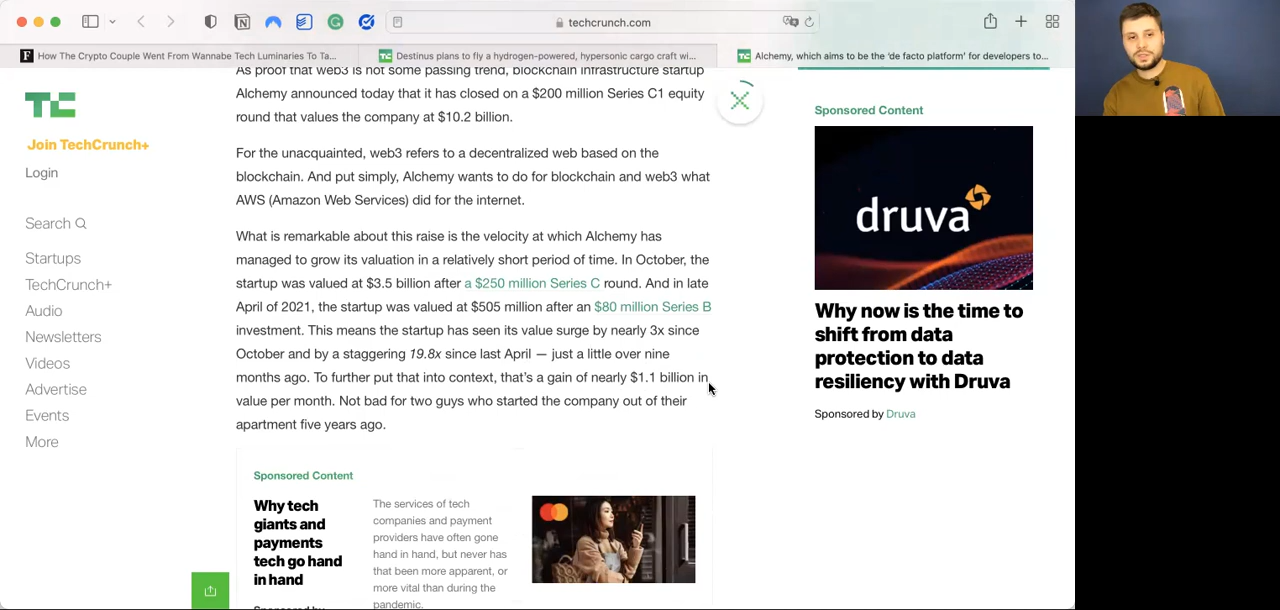 techcrunch.com
How The Crypto Couple Went From Wannabe Tech Luminaries To Ta...
Destinus plans to fly a hydrogen-powered, hypersonic cargo craft wi...
Alchemy, which aims to be the 'de facto platform' for developers to...
TC
Join TechCrunch+
Login
Search
Startups
TechCrunch+
Audio
Newsletters
Videos
Advertise
Events
More
As proof that web3 is not some passing trend, blockchain infrastructure startup
Alchemy announced today that it has closed on a $200 million Series C1 equity
round that values the company at $10.2 billion.
For the unacquainted, web3 refers to a decentralized web based on the
blockchain. And put simply, Alchemy wants to do for blockchain and web3 what
AWS (Amazon Web Services) did for the internet.
What is remarkable about this raise is the velocity at which Alchemy has
managed to grow its valuation in a relatively short period of time. In October, the
startup was valued at $3.5 billion after a $250 million Series C round. And in late
April of 2021, the startup was valued at $505 million after an $80 million Series B
investment. This means the startup has seen its value surge by nearly 3x since
October and by a staggering 19.8x since last April — just a little over nine
months ago. To further put that into context, that's a gain of nearly $1.1 billion in
value per month. Not bad for two guys who started the company out of their
apartment five years ago.
Sponsored Content
Why tech
giants and
payments
tech go hand
in hand
Sponsored by
The services of tech
companies and payment
providers have often gone
hand in hand, but never has
that been more apparent, or
more vital than during the
pandemic.
Sponsored Content
druva
Why now is the time to
shift from data
protection to data
resiliency with Druva
Sponsored by Druva